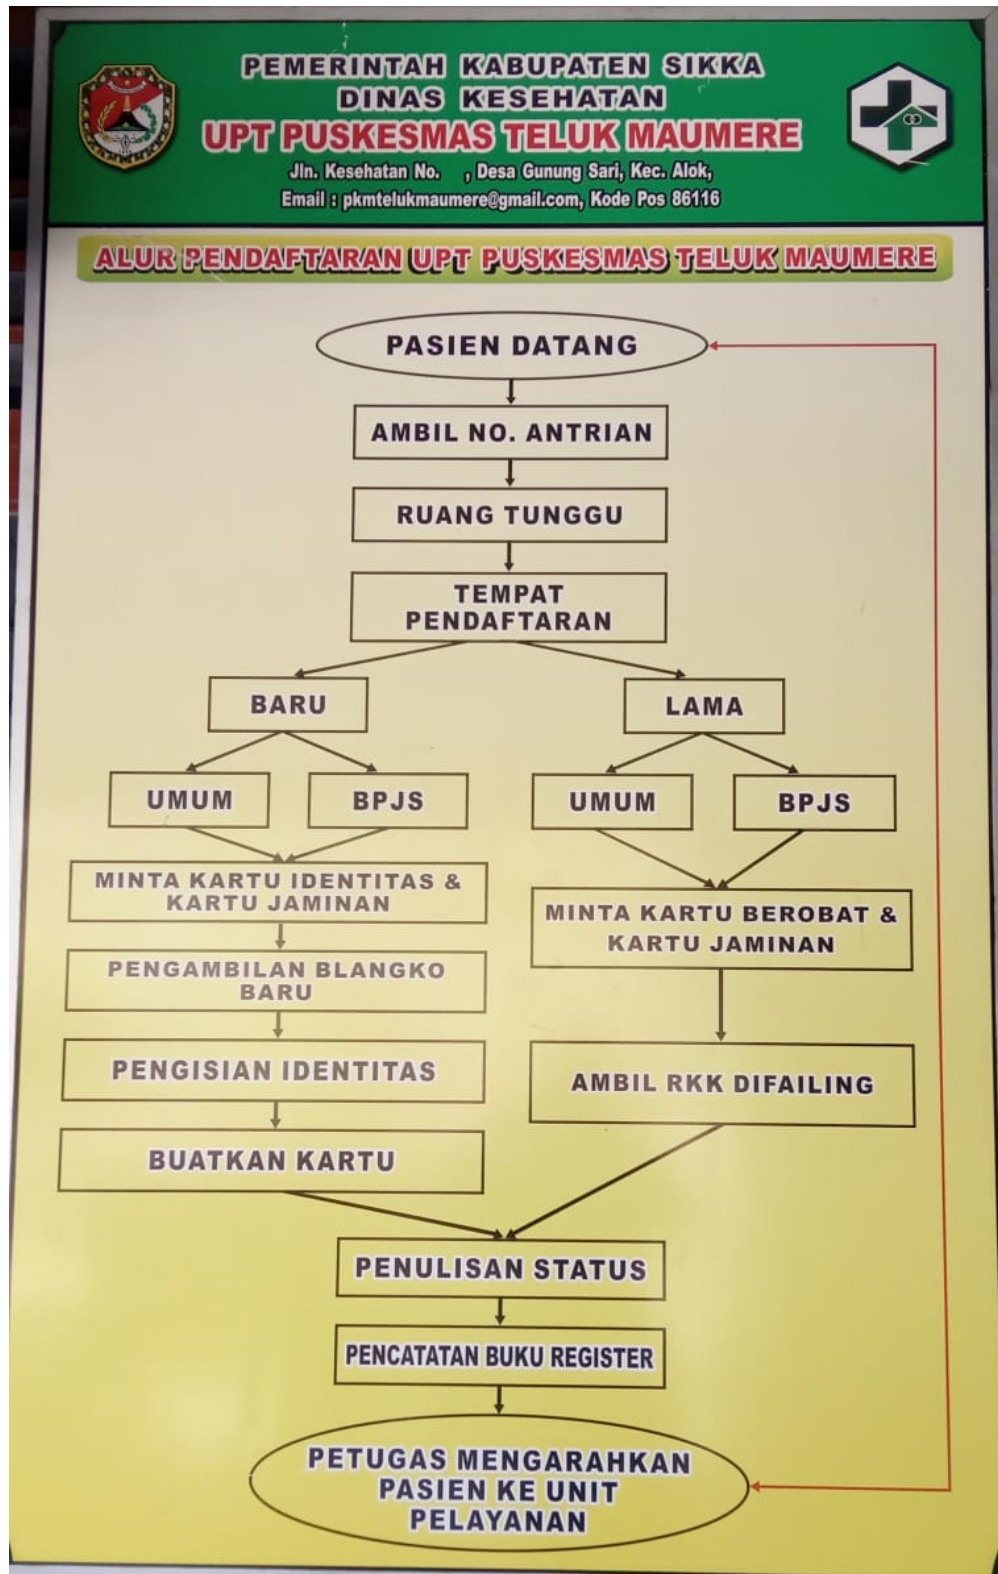 PEMERINTAH KABUPATEN SIKKA
DINAS KESEHATAN
UPT PUSKESMAS TELUK MAUMERE
Jln. Kesehatan No. , Desa Gunung Sari, Kec. Alok,
Email : pkmtelukmaumere@gmail.com, Kode Pos 86116
ALUR PENDAFTARAN UPT PUSKESMAS TELUK MAUMERE
PASIEN DATANG
AMBIL NO. ANTRIAN
RUANG TUNGGU
TEMPAT
PENDAFTARAN
BARU
LAMA
UMUM
BPJS
UMUM
BPJS
MINTA KARTU IDENTITAS &
KARTU JAMINAN
PENGAMBILAN BLANGKO
BARU
PENGISIAN IDENTITAS
BUATKAN KARTU
MINTA KARTU BEROBAT &
KARTU JAMINAN
AMBIL RKK DIFAILING
PENULISAN STATUS
PENCATATAN BUKU REGISTER
PETUGAS MENGARAHKAN
PASIEN KE UNIT
PELAYANAN